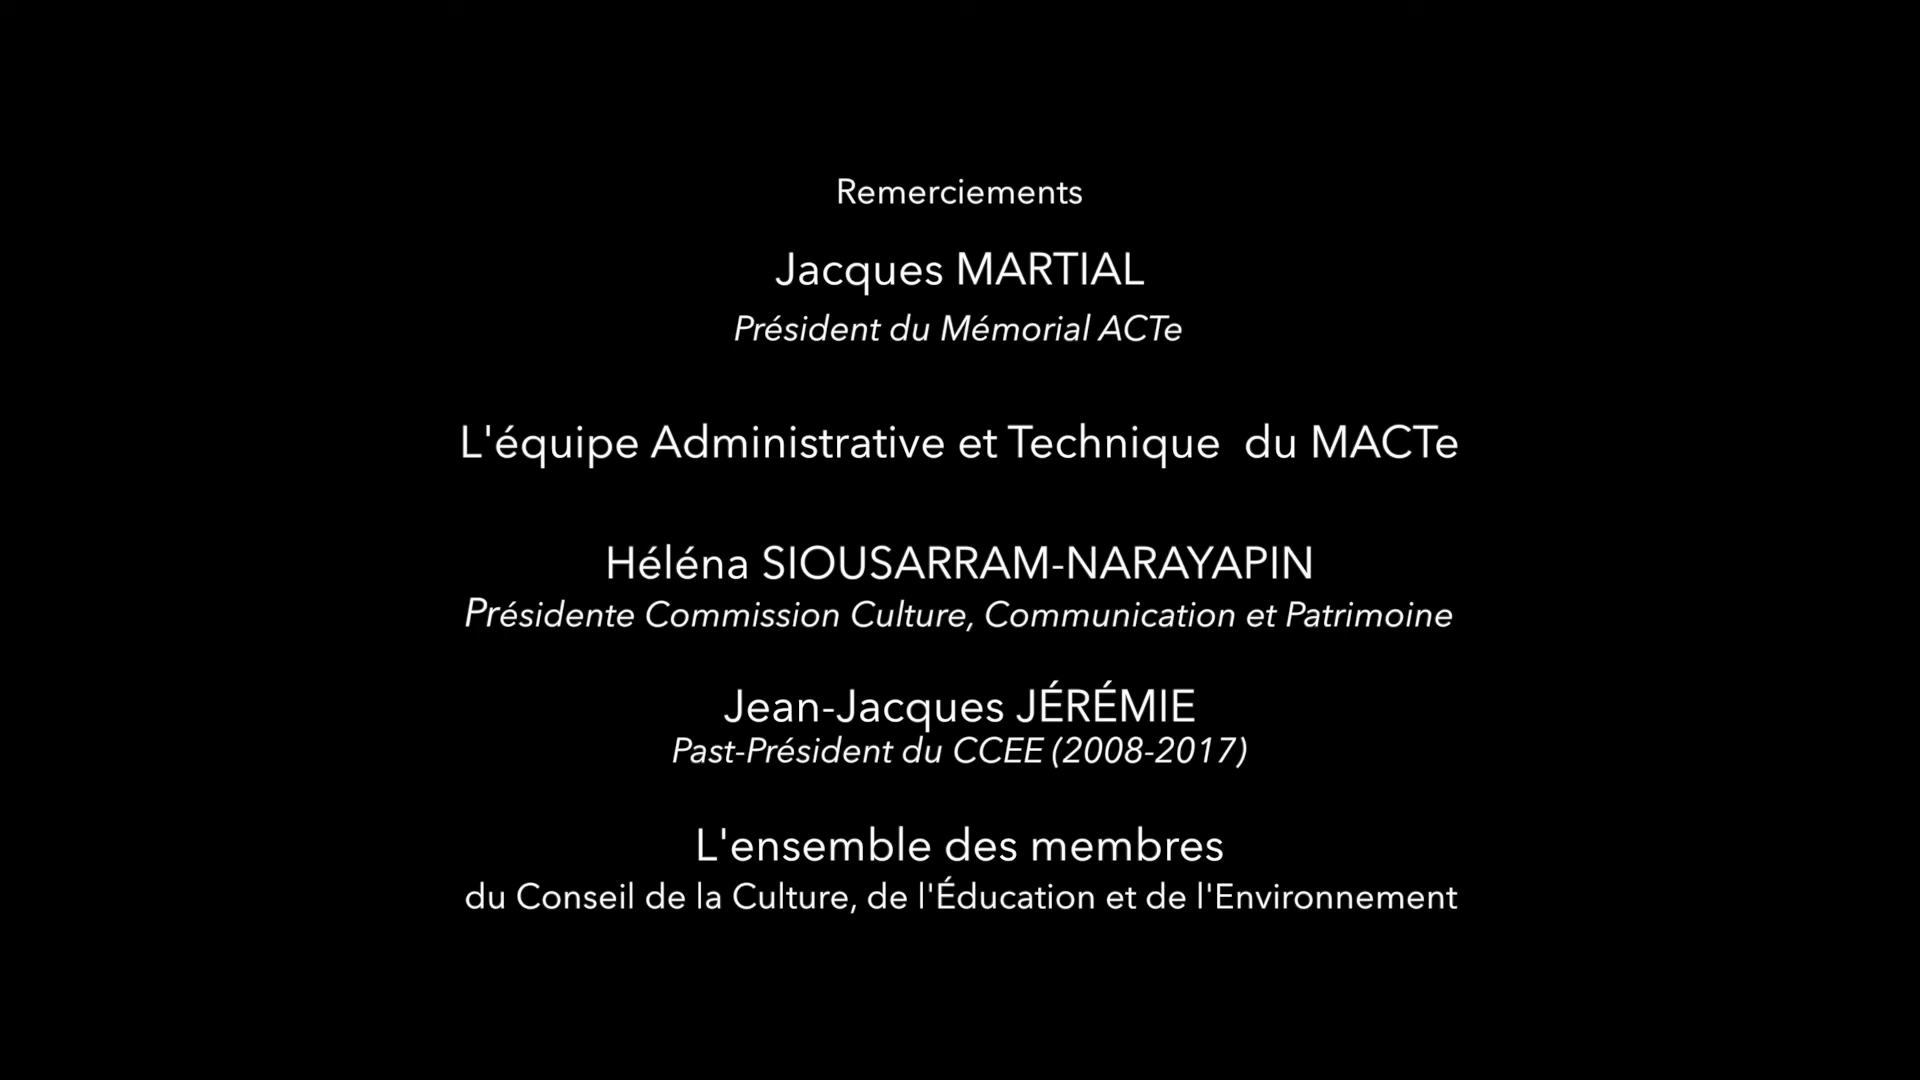 Remerciements
Jacques MARTIAL
Président du Mémorial ACTe
L'équipe Administrative et Technique  du MACTe
Héléna SIOUSARRAM-NARAYAPIN
Présidente Commission Culture, Communication et Patrimoine
Jean-Jacques JÉRÉMIE
Past-Président du CCEE (2008-2017)
L'ensemble des membres
du Conseil de la Culture, de l'Éducation et de l'Environnement